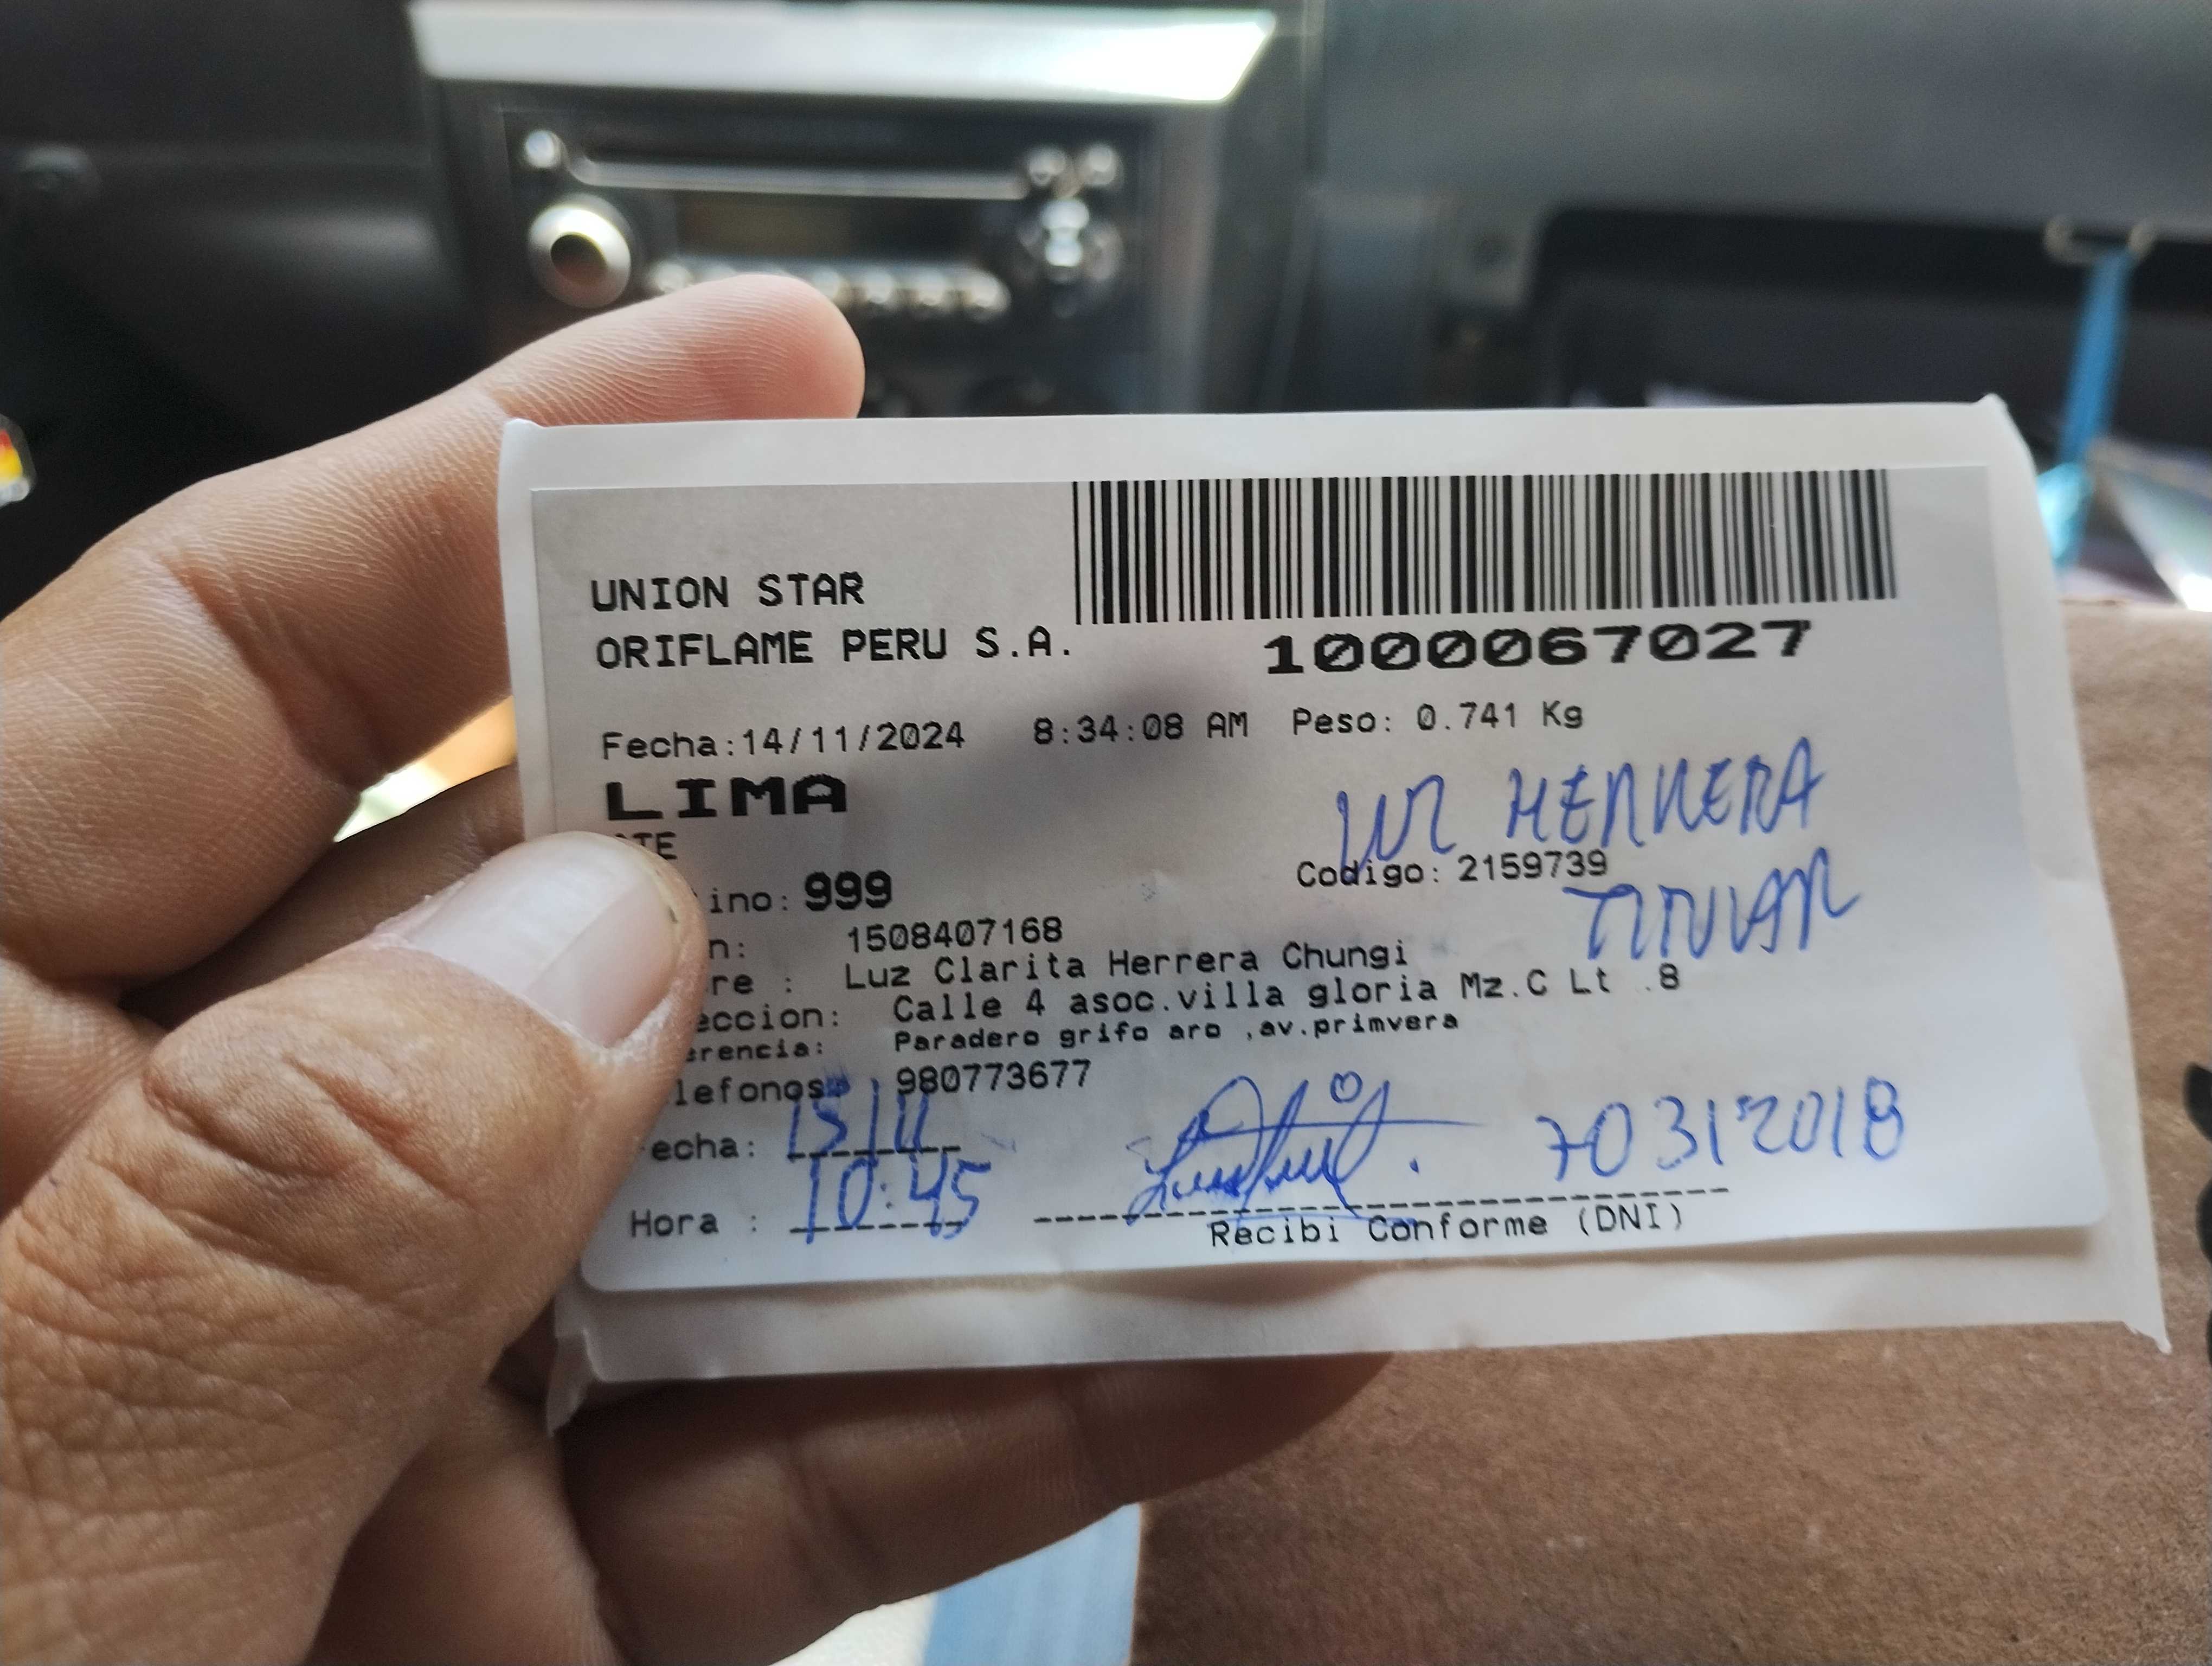 UNION STAR
ORIFLAME PERU S.A.
1000067027
Fecha:14/11/2024 8:34:08 AM Peso: 0.741 Kg
LIMA
LUZ HERRERA
TE
ino: 999 Codigo: 2159739
TITULAR
n: 1508407168
re : Luz Clarita Herrera Chungi
eccion: Calle 4 asoc.villa gloria Mz.C Lt .8
erencia: Paradero grifo aro ,av.primvera
lefonos: 980773677
echa: 15/11
70312018
Hora : 10:45
Recibi Conforme (DNI)